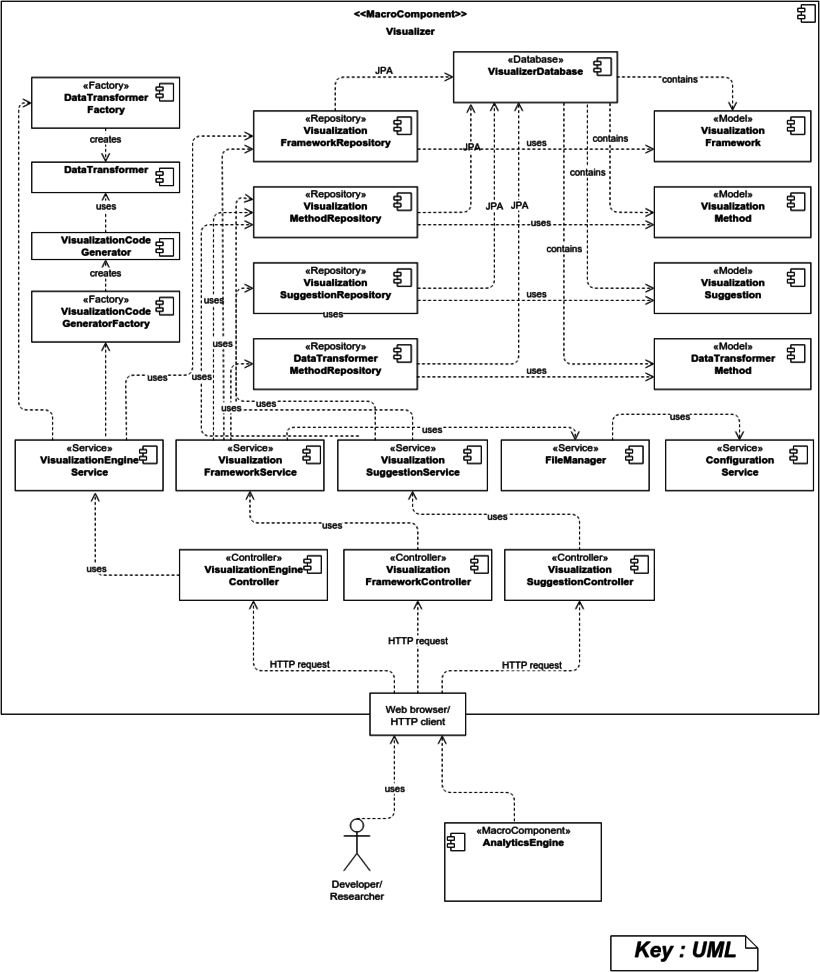 <<MacroComponent>>
Visualizer
«Factory»
DataTransformer
Factory
creates
DataTransformer
uses
VisualizationCode
Generator
creates
«Factory»
VisualizationCode
GeneratorFactory
JPA
«Database»
VisualizerDatabase
contains
«Repository»
Visualization
FrameworkRepository
JPA
uses
contains
«Model»
Visualization
Framework
«Repository»
Visualization
MethodRepository
JPA
JPA
uses
contains
«Model»
Visualization
Method
contains
«Repository»
Visualization
SuggestionRepository
uses
uses
uses
«Model»
Visualization
Suggestion
uses
«Repository»
DataTransformer
MethodRepository
uses
«Model»
DataTransformer
Method
uses
uses
uses
uses
uses
uses
«Service»
VisualizationEngine
Service
«Service»
Visualization
FrameworkService
«Service»
Visualization
SuggestionService
«Service»
FileManager
«Service»
Configuration
Service
uses
uses
uses
«Controller»
VisualizationEngine
Controller
«Controller»
Visualization
FrameworkController
«Controller»
Visualization
SuggestionController
HTTP request
HTTP request
HTTP request
Web browser/
HTTP client
uses
Developer/
Researcher
«MacroComponent»
AnalyticsEngine
Key : UML